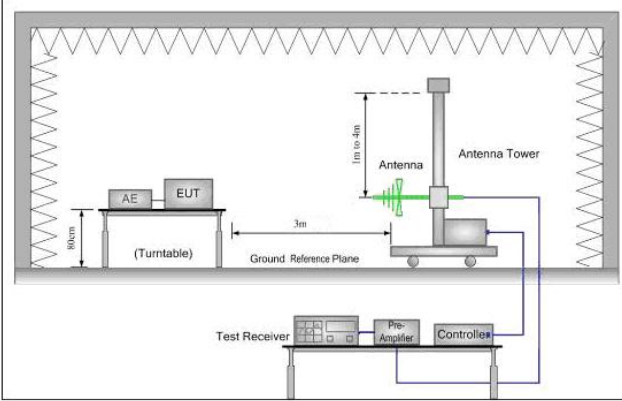 1m to 4m
Antenna
Antenna Tower
AE
EUT
3m
80cm
(Turntable)
Ground Reference Plane
Test Receiver
Pre-
Amplifier
Controller